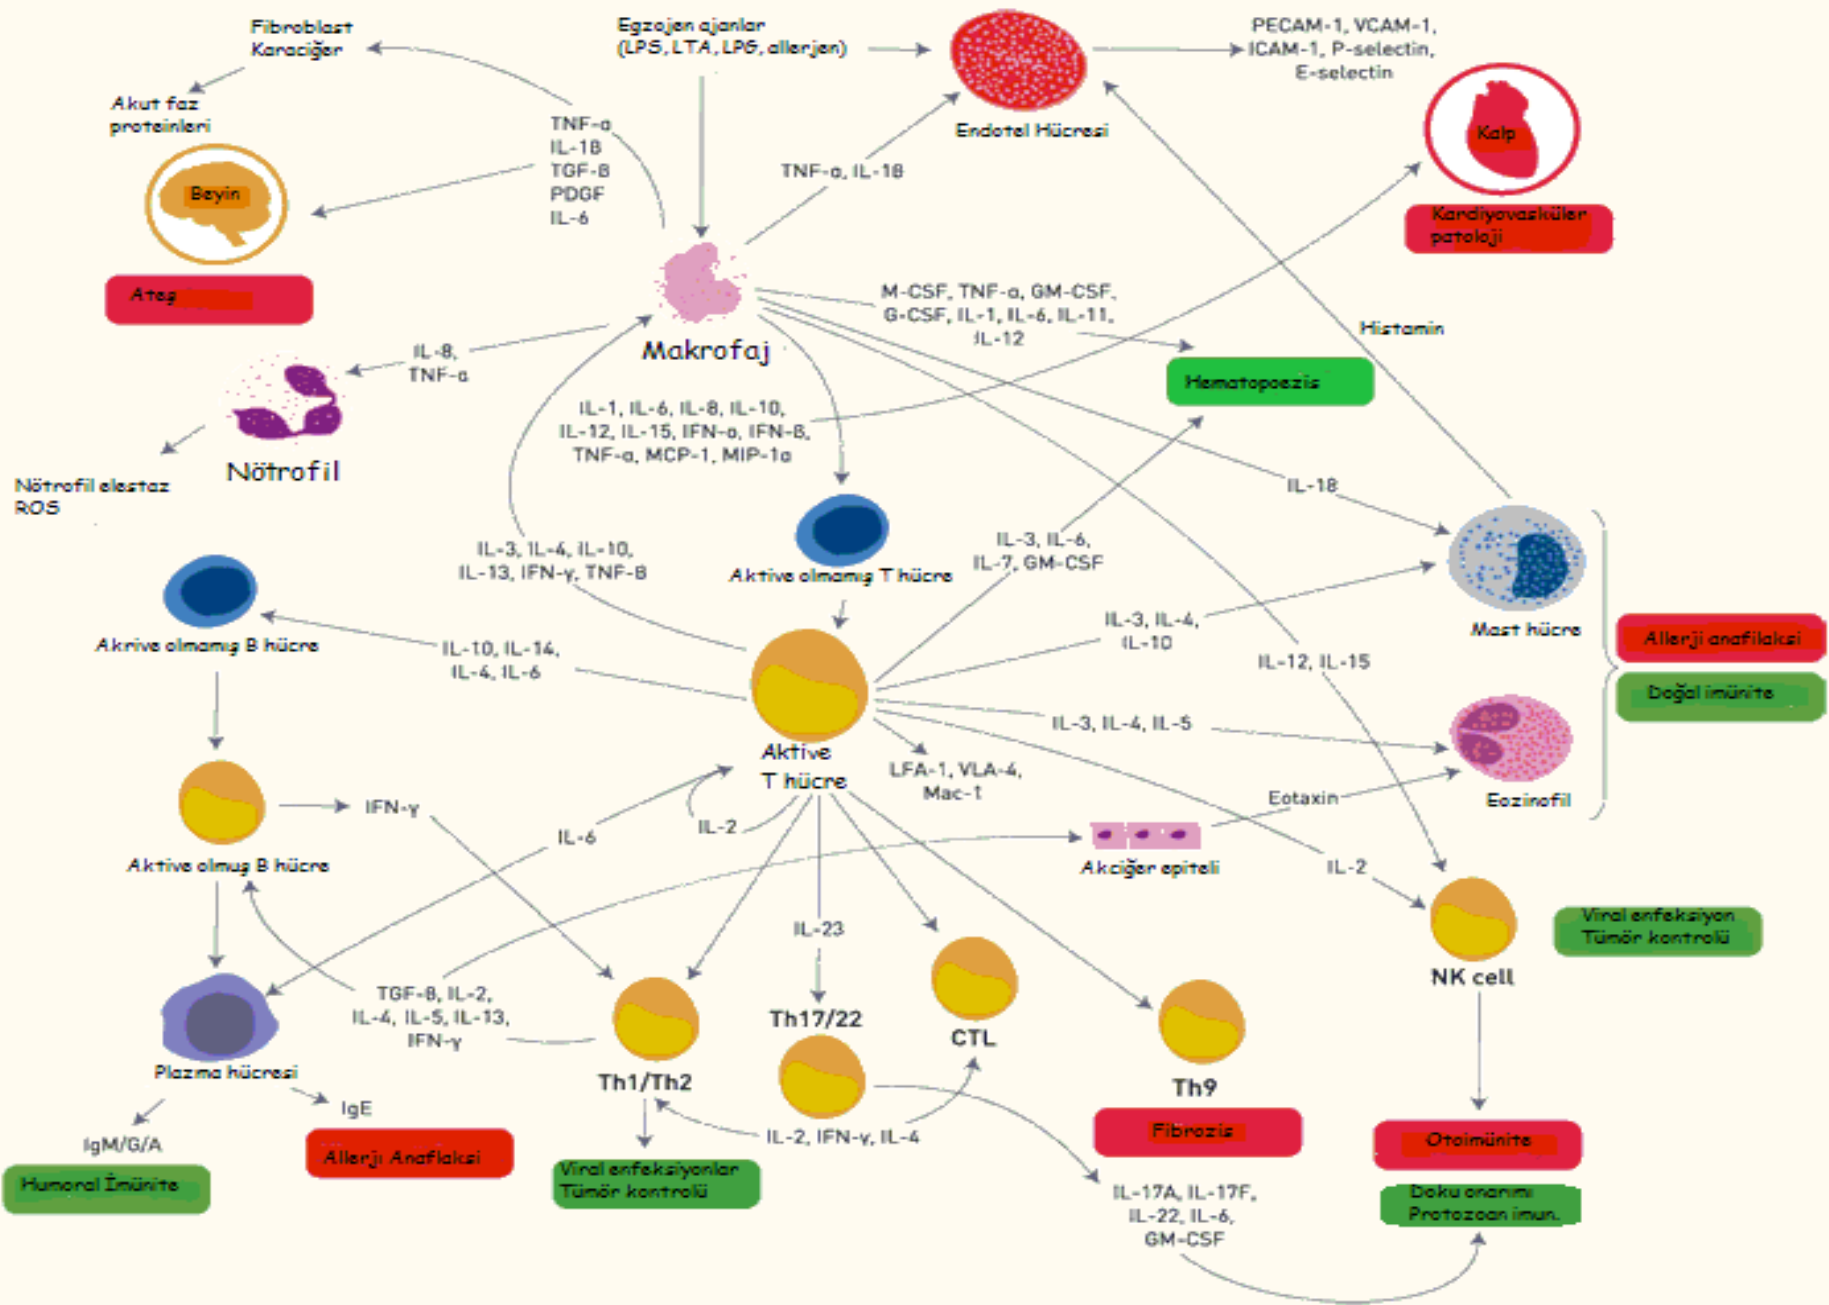 Fibroblast
Karaciğer
Egzojen ajanlar
(LPS, LTA, LPG, allerjen)
PECAM-1, VCAM-1,
ICAM-1, P-selectin,
E-selectin
Akut faz
proteinleri
TNF-α
IL-1B
TGF-B
PDGF
IL-6
Endotel Hücresi
Kalp
TNF-α, IL-1B
Beyin
Kardiyovasküler
patoloji
Ateş
M-CSF, TNF-α, GM-CSF,
G-CSF, IL-1, IL-6, IL-11,
IL-12
Histamin
Makrofaj
IL-8,
TNF-α
Hematopoezis
IL-1, IL-6, IL-8, IL-10,
IL-12, IL-15, IFN-α, IFN-B,
TNF-α, MCP-1, MIP-1α
Nötrofil
Nötrofil elestaz
ROS
IL-18
IL-3, IL-4, IL-10,
IL-13, IFN-γ, TNF-B
Aktive olmamış T hücre
IL-3, IL-6,
IL-7, GM-CSF
Mast hücre
Akrive olmamış B hücre
IL-10, IL-14,
IL-4, IL-6
IL-3, IL-4,
IL-10
IL-12, IL-15
Allerji anafilaksi
Doğal imünite
IL-3, IL-4, IL-5
Aktive
T hücre
LFA-1, VLA-4,
Mac-1
Eozinofil
Eotaxin
IFN-γ
IL-6
IL-2
Akciğer epiteli
IL-2
Aktive olmuş B hücre
Viral enfeksiyon
Tümör kontrolü
IL-23
NK cell
TGF-B, IL-2,
IL-4, IL-5, IL-13,
IFN-γ
Th17/22
CTL
Plazma hücresi
Th1/Th2
Th9
IgE
IgM/G/A
IL-2, IFN-γ, IL-4
Fibrozis
Otoimünite
Allerji Anaflaksi
Humoral İmünite
Viral enfeksiyonlar
Tümör kontrolü
IL-17A, IL-17F,
IL-22, IL-6,
GM-CSF
Doku onarımı
Protozoan imun.